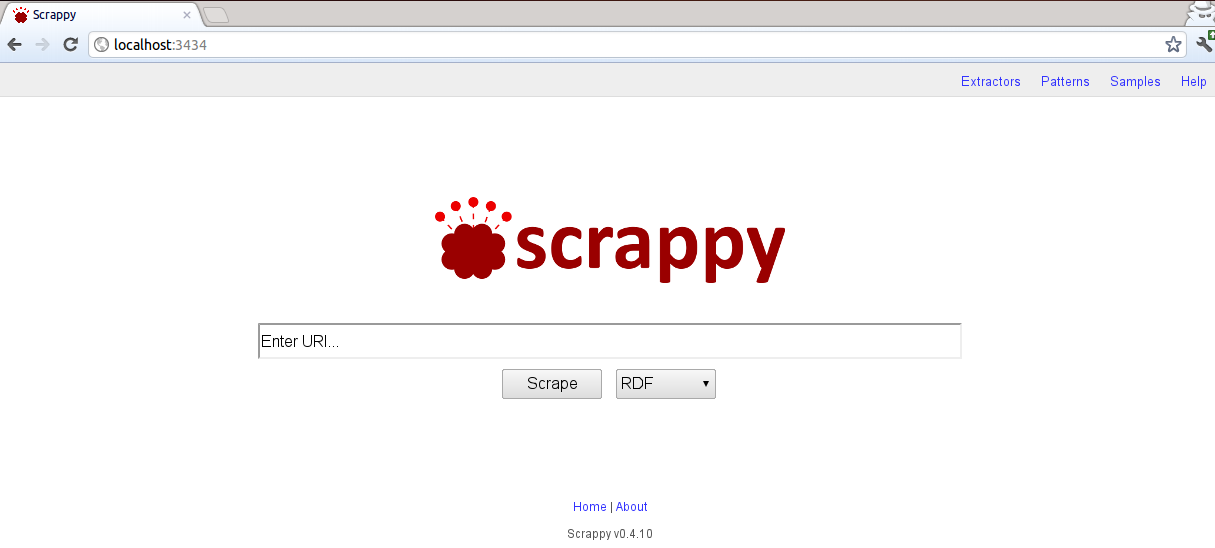 Scrappy
localhost:3434
Extractors Patterns Samples Help
scrappy
Enter URI...
Scrape RDF
Home | About
Scrappy v0.4.10